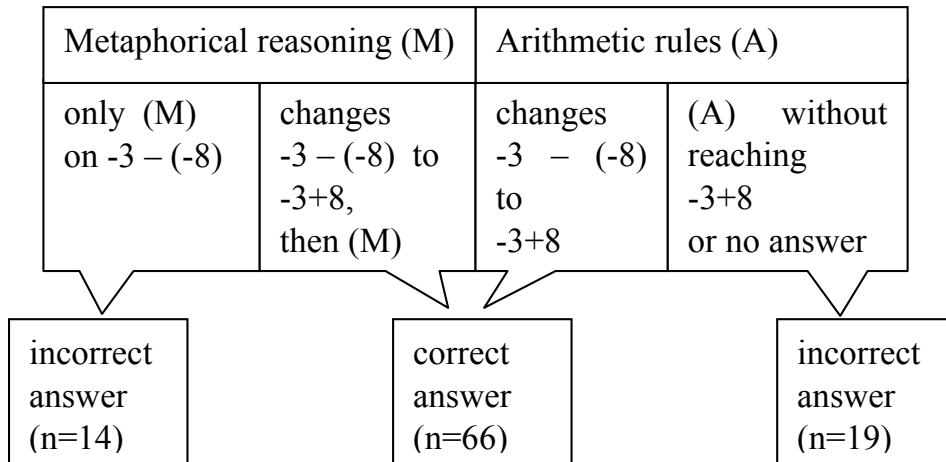 Metaphorical reasoning (M)
Arithmetic rules (A)
only (M)
on -3 – (-8)
changes
-3 – (-8) to
-3+8,
then (M)
changes
-3 – (-8)
to
-3+8
(A) without
reaching
-3+8
or no answer
incorrect
answer
(n=14)
correct
answer
(n=66)
incorrect
answer
(n=19)